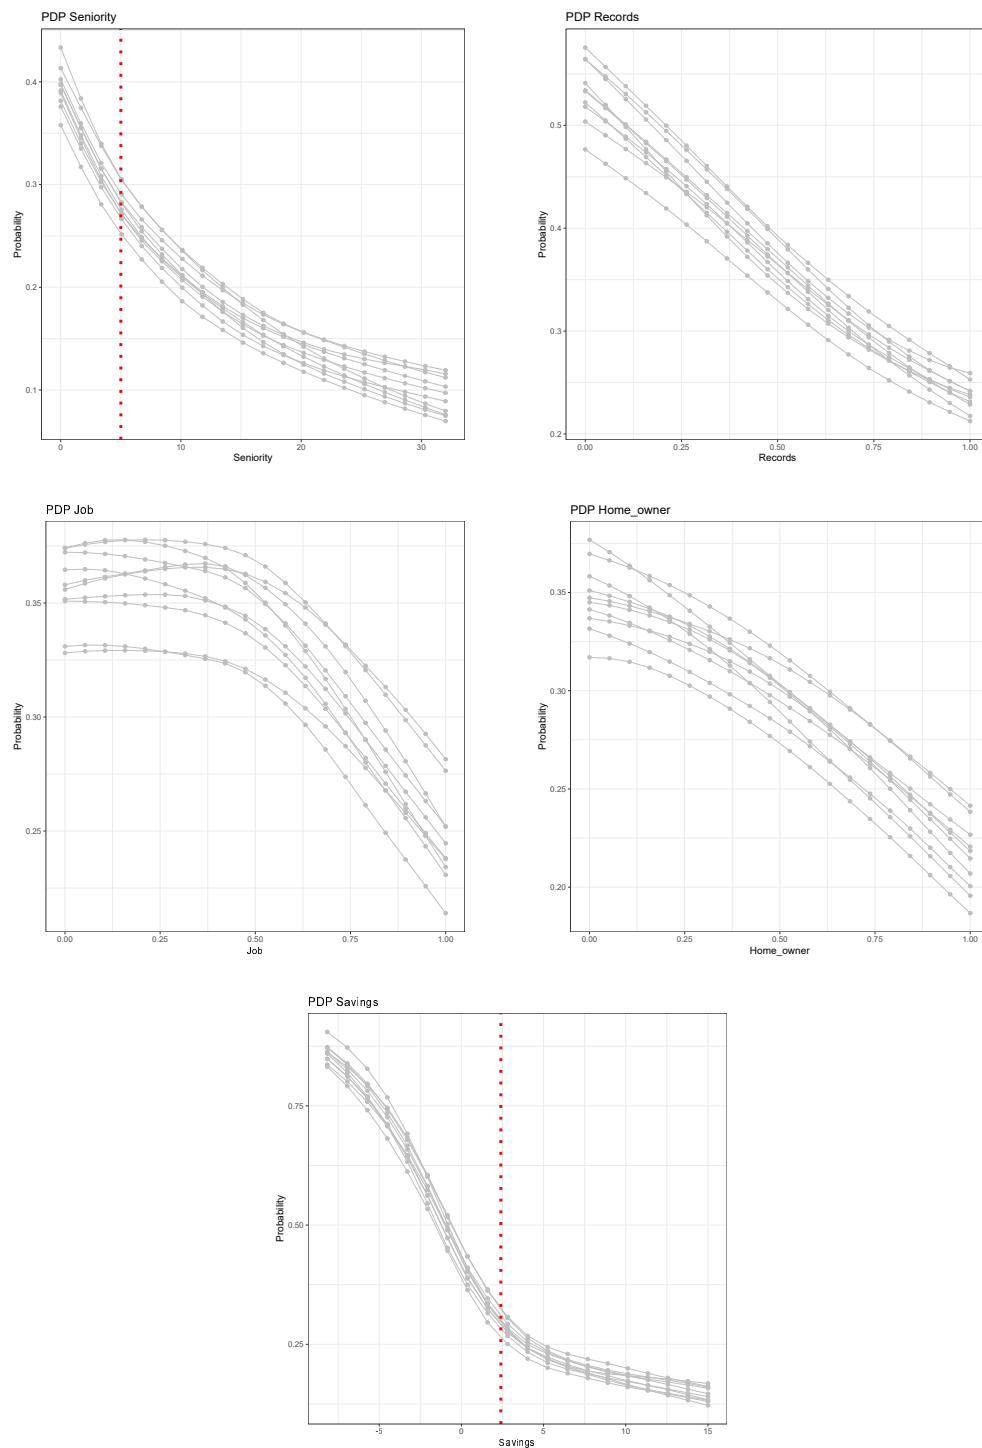 PDP Seniority
0.4
0.3
0.2
0.1
Probability
0 10 20 30
Seniority
PDP Records
0.5
0.4
0.3
0.2
Probability
0.00 0.25 0.50 0.75 1.00
Records
PDP Job
0.35
0.30
0.25
Probability
0.00 0.25 0.50 0.75 1.00
Job
PDP Home_owner
0.35
0.30
0.25
0.20
Probability
0.00 0.25 0.50 0.75 1.00
Home_owner
PDP Savings
0.75
0.50
0.25
Probability
-5 0 5 10 15
Savings